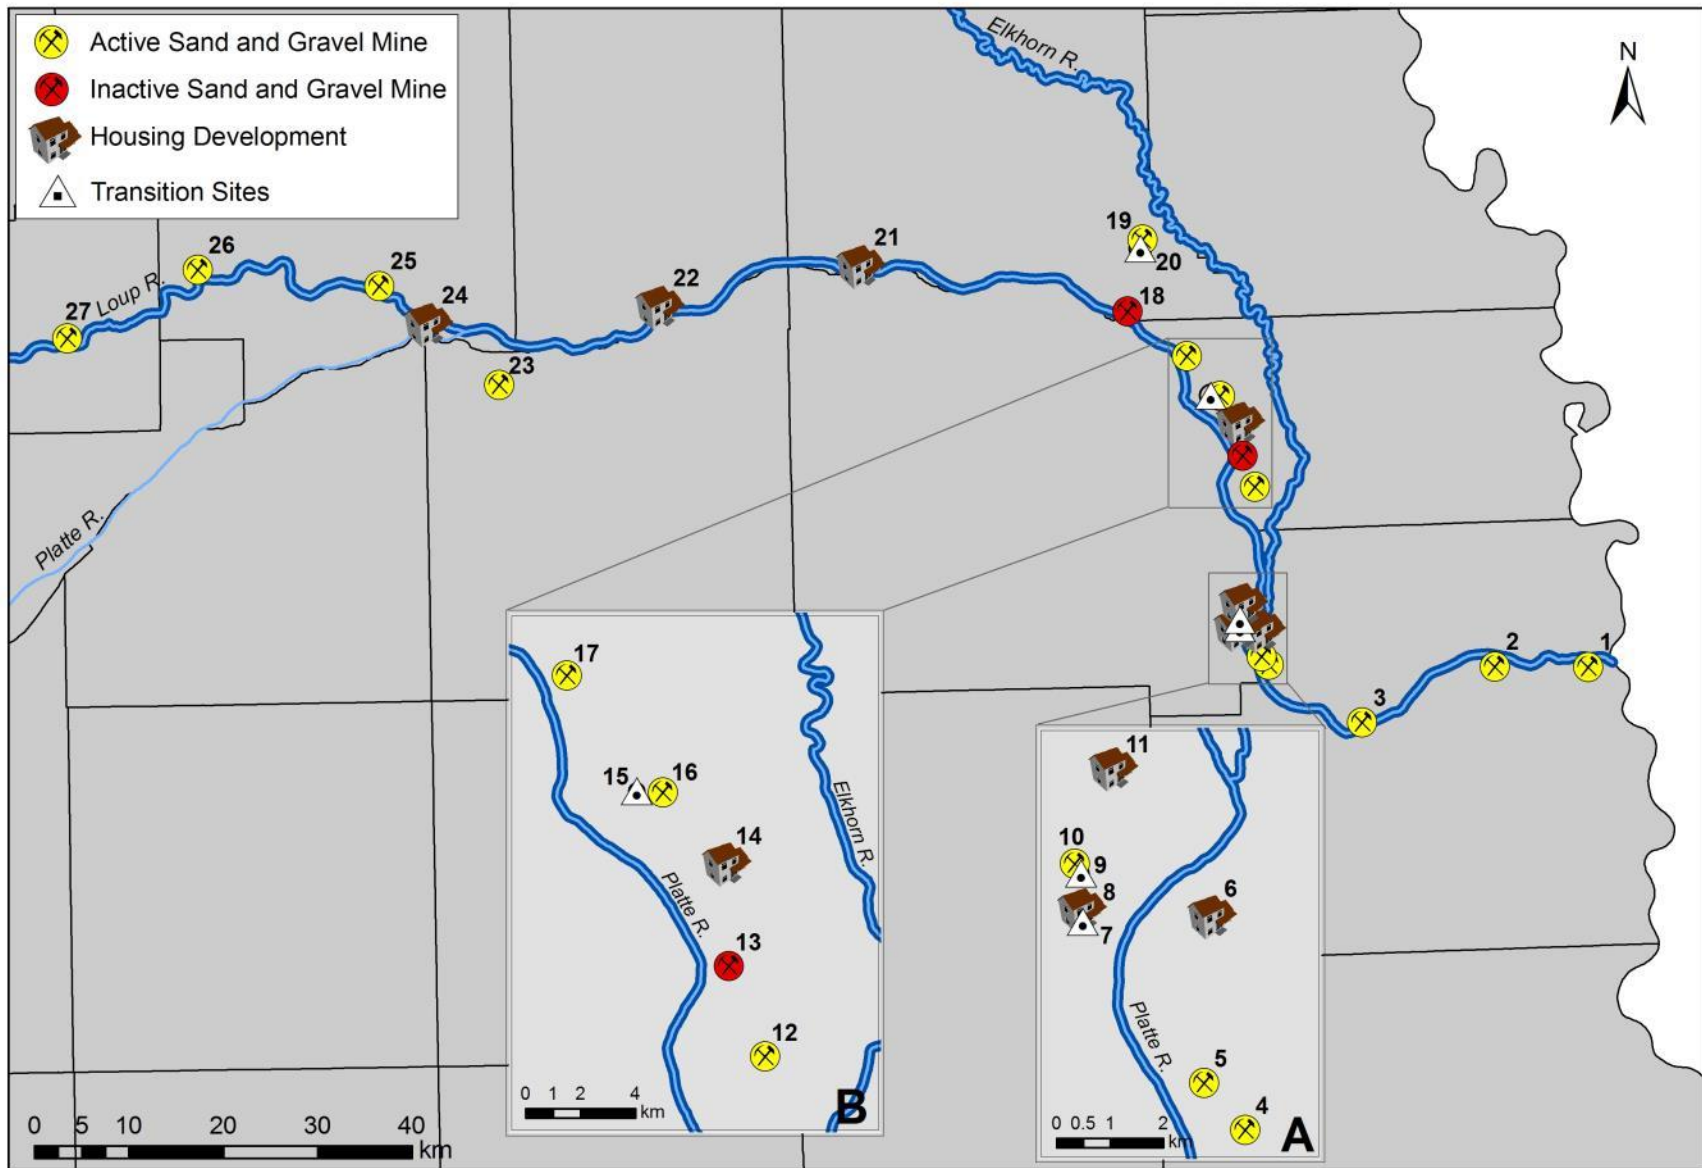 Active Sand and Gravel Mine
Inactive Sand and Gravel Mine
Housing Development
Transition Sites
Elkhorn R.
N
19
20
21
26
25
22
24
18
Loup R.
27
23
Platte R.
2
1
3
17
15
16
Elkhorn R.
14
Platte R.
13
12
0 1 2 4
km
B
11
10
9
8
6
7
Platte R.
5
4
0 0.5 1 2
km
A
0 5 10 20 30 40
km